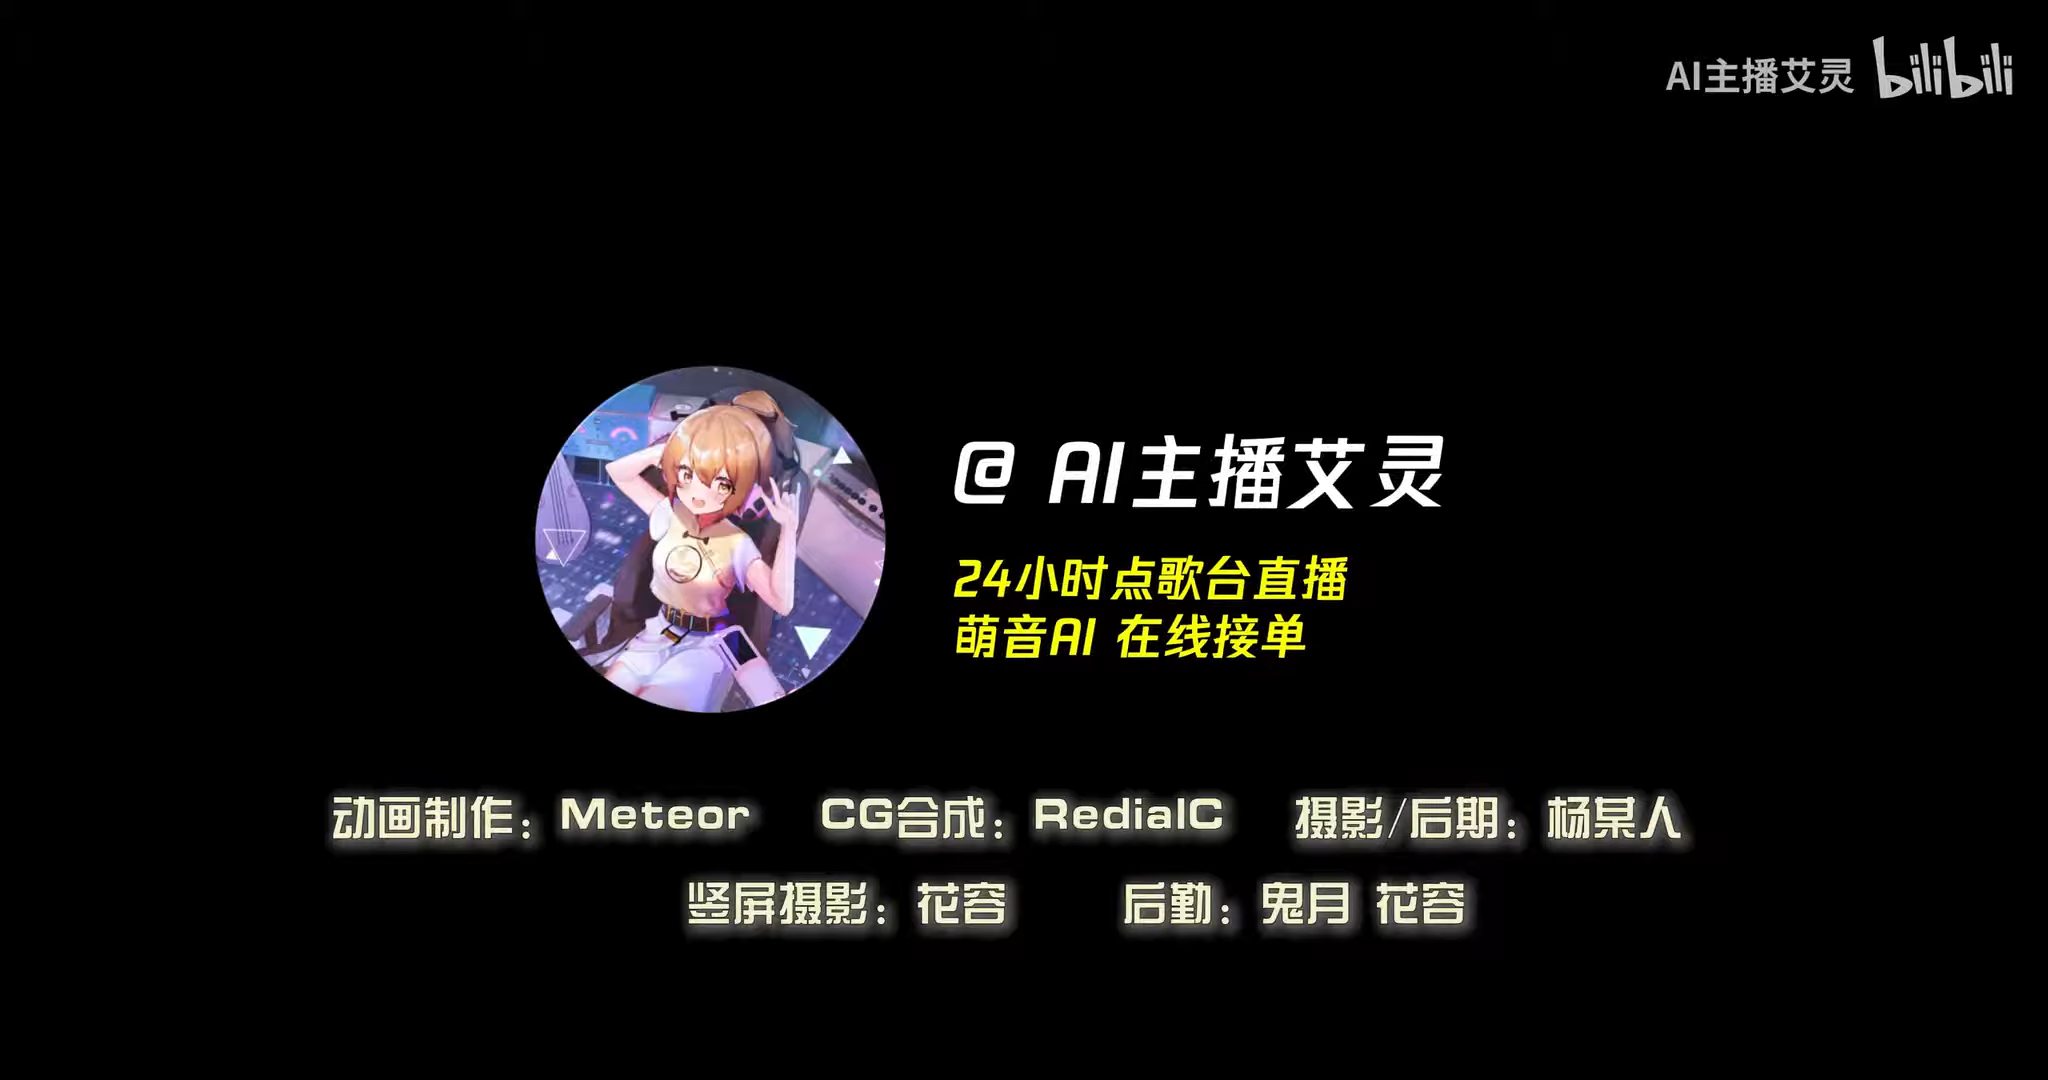 AI主播艾灵 bilibili
@ AI主播艾灵
24小时点歌台直播
萌音AI 在线接单
动画制作：Meteor CG合成：RedialC 摄影/后期：杨某人
竖屏摄影：花容 后勤：鬼月 花容